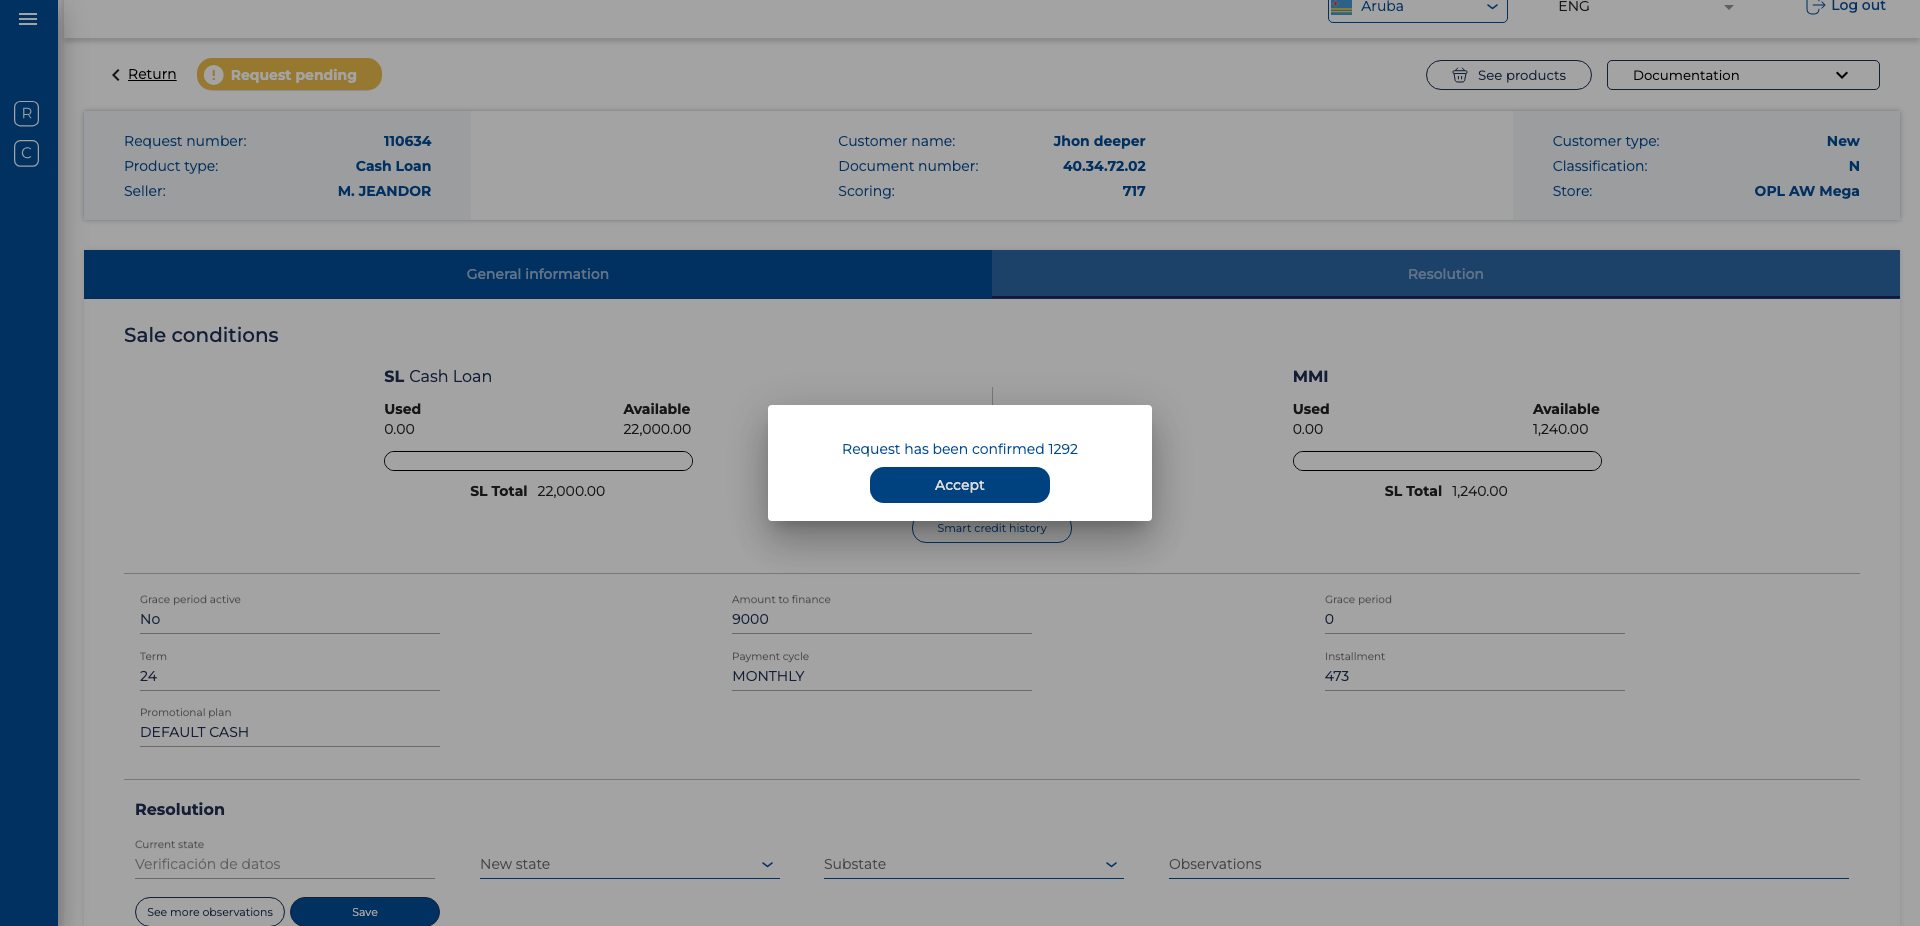 Aruba
ENG
Log out
Return
Request pending
See products
Documentation
R
C
Request number: 110634
Product type: Cash Loan
Seller: M. JEANDOR
Customer name: Jhon deeper
Document number: 40.34.72.02
Scoring: 717
Customer type: New
Classification: N
Store: OPL AW Mega
General information
Resolution
Sale conditions
SL Cash Loan
Used Available
0.00 22,000.00
SL Total 22,000.00
MMI
Used Available
0.00 1,240.00
SL Total 1,240.00
Request has been confirmed 1292
Accept
Smart credit history
Grace period active
No
Amount to finance
9000
Grace period
0
Term
24
Payment cycle
MONTHLY
Installment
473
Promotional plan
DEFAULT CASH
Resolution
Current state
Verificación de datos
New state
Substate
Observations
See more observations
Save